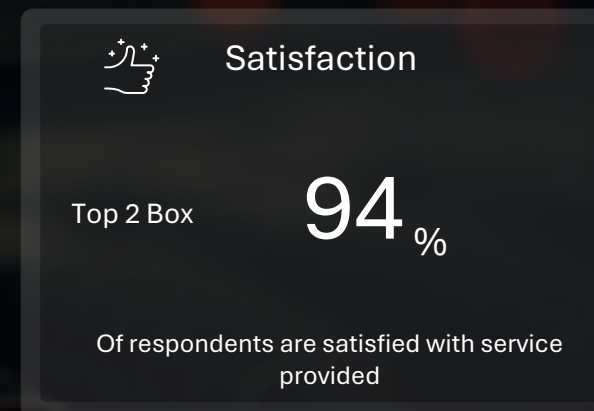 Satisfaction
Top 2 Box
94 %
Of respondents are satisfied with service
provided